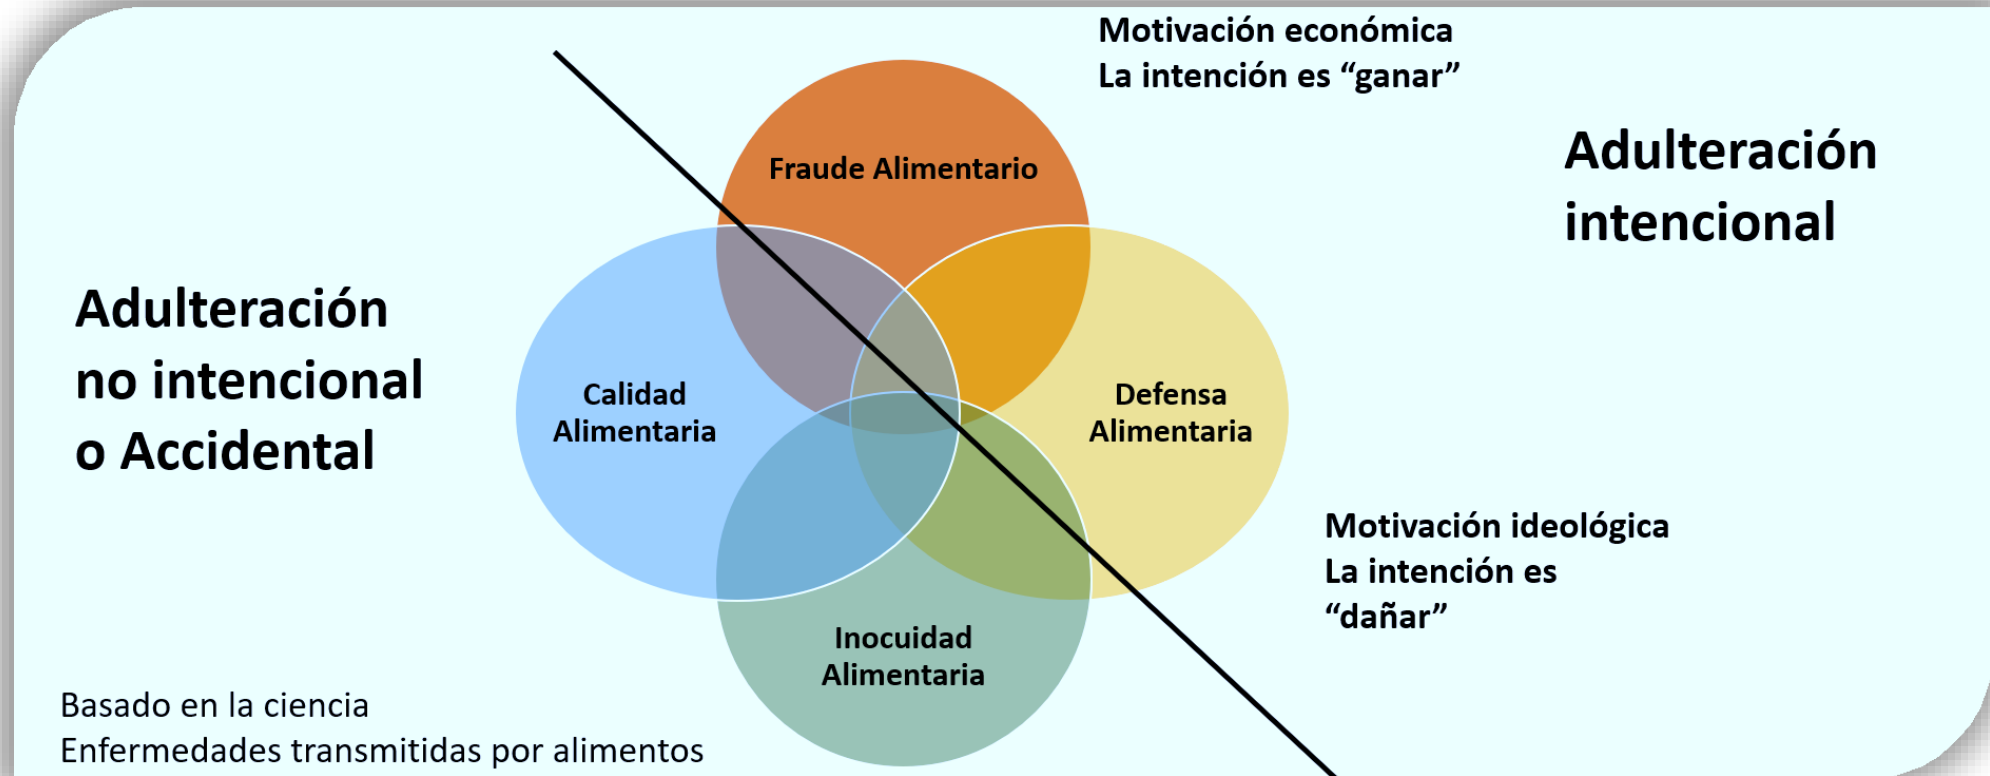 Motivación económica
La intención es “ganar”
Adulteración
intencional
Fraude Alimentario
Adulteración
no intencional
o Accidental
Calidad
Alimentaria
Defensa
Alimentaria
Motivación ideológica
La intención es
“dañar”
Inocuidad
Alimentaria
Basado en la ciencia
Enfermedades transmitidas por alimentos